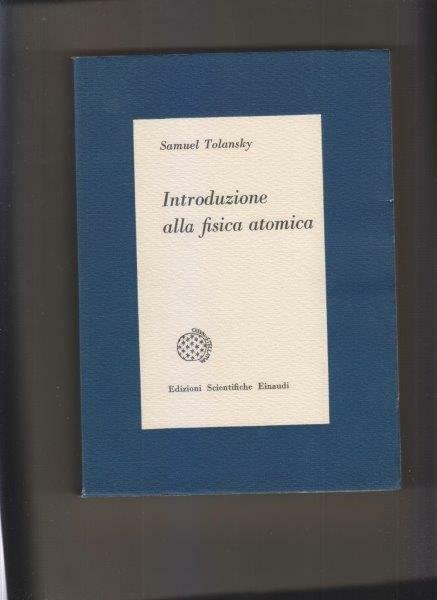 Samuel Tolansky
Introduzione
alla fisica atomica
Edizioni Scientifiche Einaudi